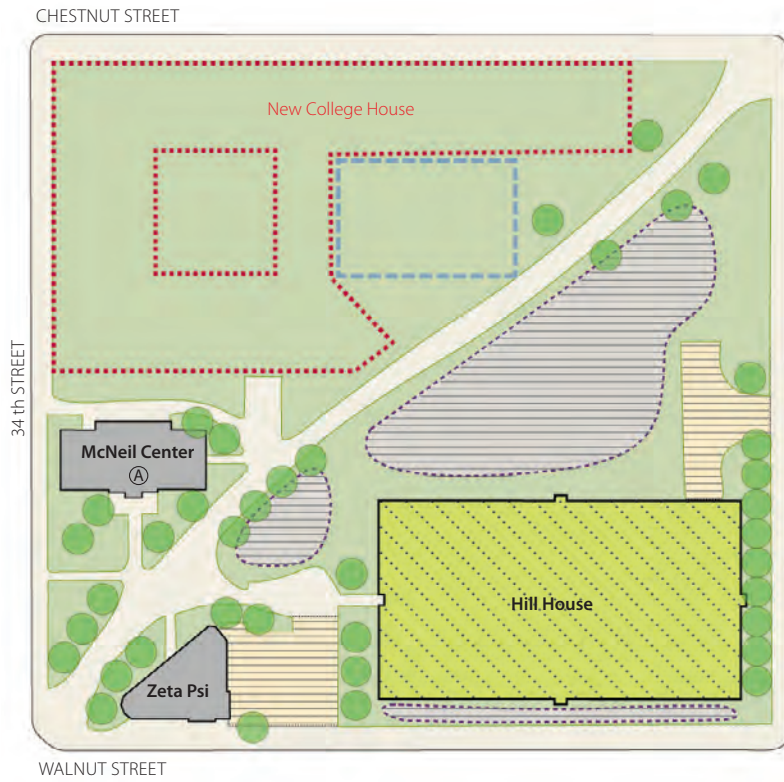 CHESTNUT STREET
New College House
34 th STREET
McNeil Center
A
Hill House
Zeta Psi
WALNUT STREET